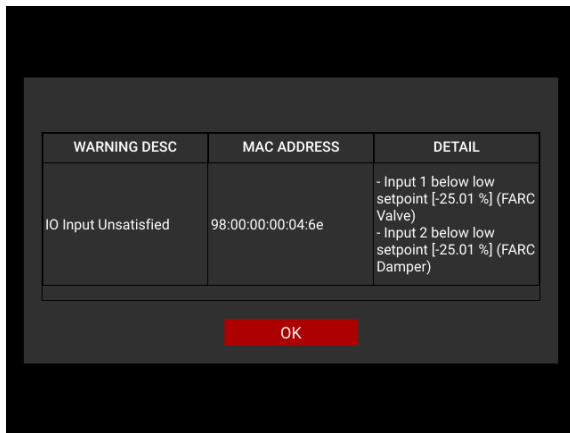 WARNING DESC MAC ADDRESS DETAIL
IO Input Unsatisfied
98:00:00:00:04:6e
- Input 1 below low
setpoint [-25.01 %] (FARC
Valve)
- Input 2 below low
setpoint [-25.01 %] (FARC
Damper)
OK